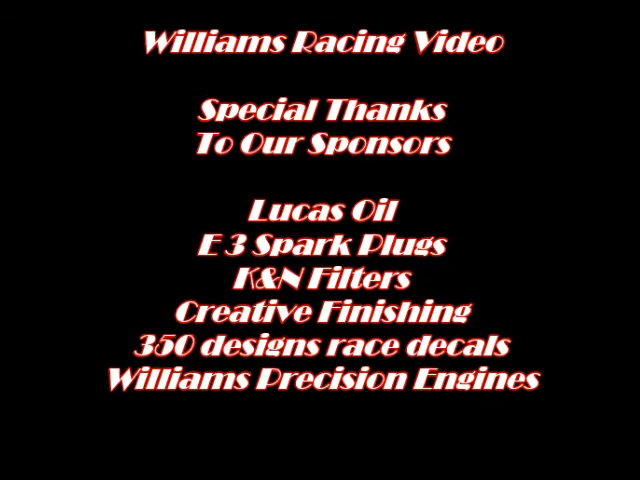 Williams Racing Video
Special Thanks
To Our Sponsors
Lucas Oil
E 3 Spark Plugs
K&N Filters
Creative Finishing
350 designs race decals
Williams Precision Engines